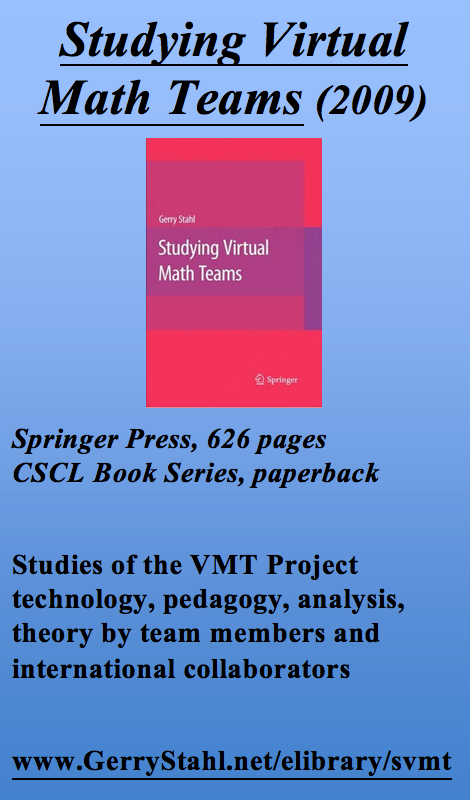 Studying Virtual
Math Teams (2009)
Gerry Stahl
Studying Virtual
Math Teams
Springer
Springer Press, 626 pages
CSCL Book Series, paperback
Studies of the VMT Project
technology, pedagogy, analysis,
theory by team members and
international collaborators
www.GerryStahl.net/elibrary/svmt